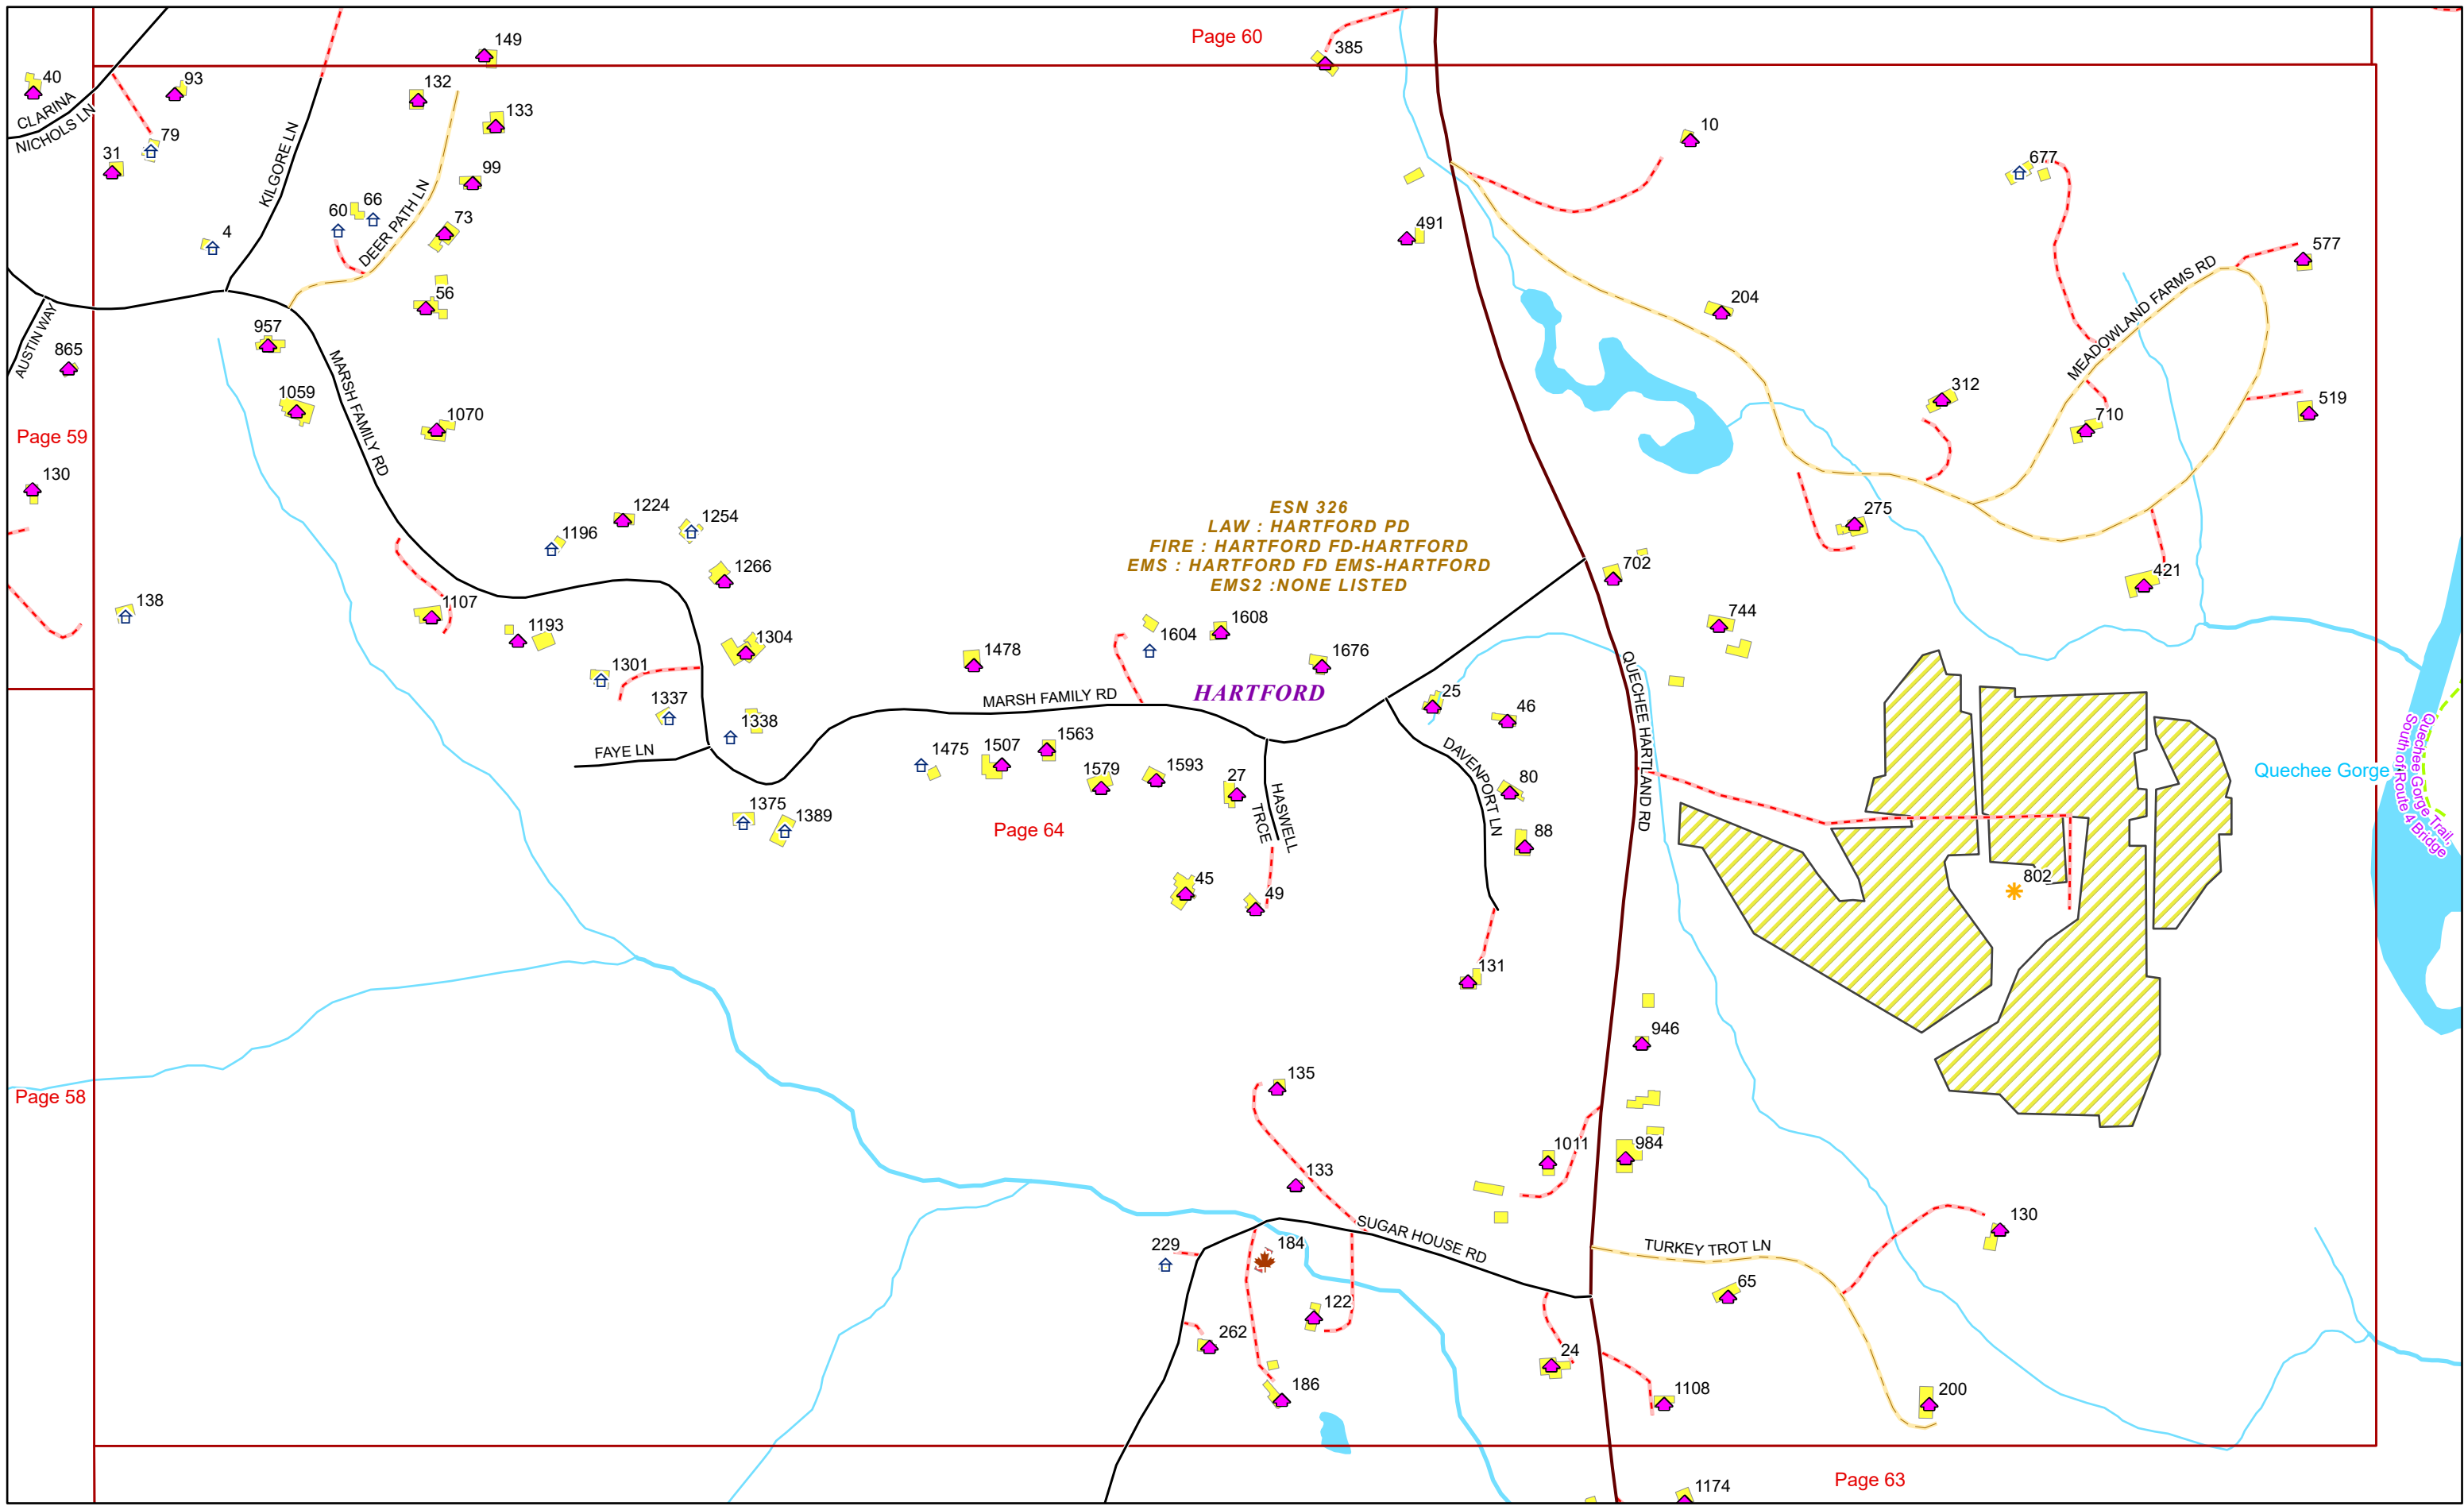 149
Page 60
385
40
93
132
CLARINA
NICHOLS LN
133
10
79
31
KILGORE LN
99
677
66
60
4
DEER PATH LN
73
491
577
56
204
MEADOWLAND FARMS RD
AUSTIN WAY
957
865
MARSH FAMILY RD
1059
312
519
1070
710
Page 59
130
1224
1254
1196
275
ESN 326
LAW : HARTFORD PD
FIRE : HARTFORD FD-HARTFORD
EMS : HARTFORD FD EMS-HARTFORD
EMS2 :NONE LISTED
1266
702
421
138
1107
1193
1304
1604
1608
744
1478
1676
1301
1337
MARSH FAMILY RD
HARTFORD
25
46
QUECHEE HARTLAND RD
1338
FAYE LN
1475
1507
1563
1579
1593
27
HASWELL
TRCE
DAVENPORT LN
80
Quechee Gorge
Quechee Gorge Trail,
South of Route 4 Bridge
1375
1389
Page 64
88
45
49
802
131
946
Page 58
135
1011
984
133
184
229
SUGAR HOUSE RD
TURKEY TROT LN
130
65
122
262
24
186
1108
200
Page 63
1174